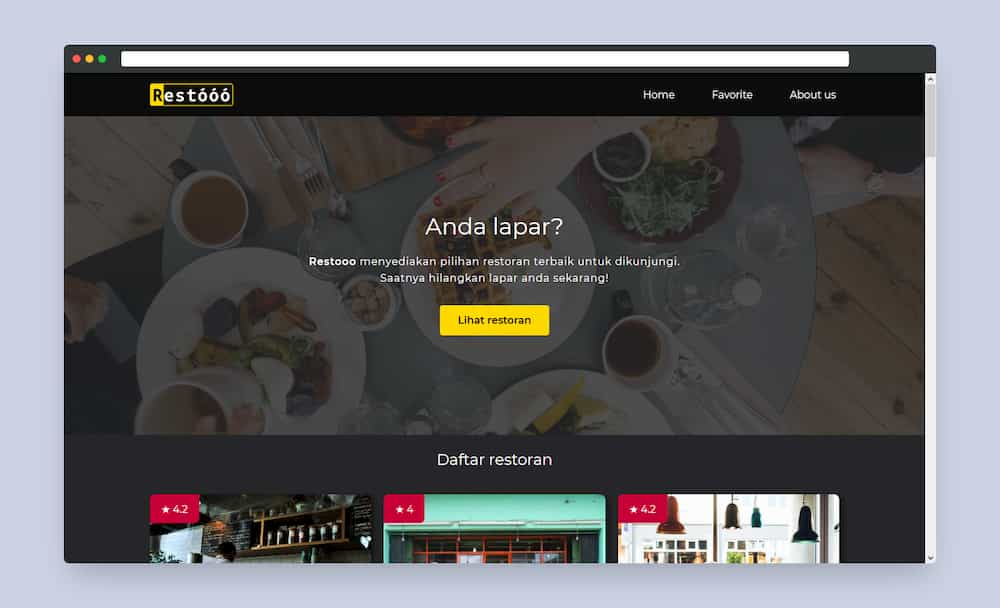 Restóóó
Home
Favorite
About us
Anda lapar?
Restooo menyediakan pilihan restoran terbaik untuk dikunjungi.
Saatnya hilangkan lapar anda sekarang!
Lihat restoran
Daftar restoran
★ 4.2
★ 4
★ 4.2